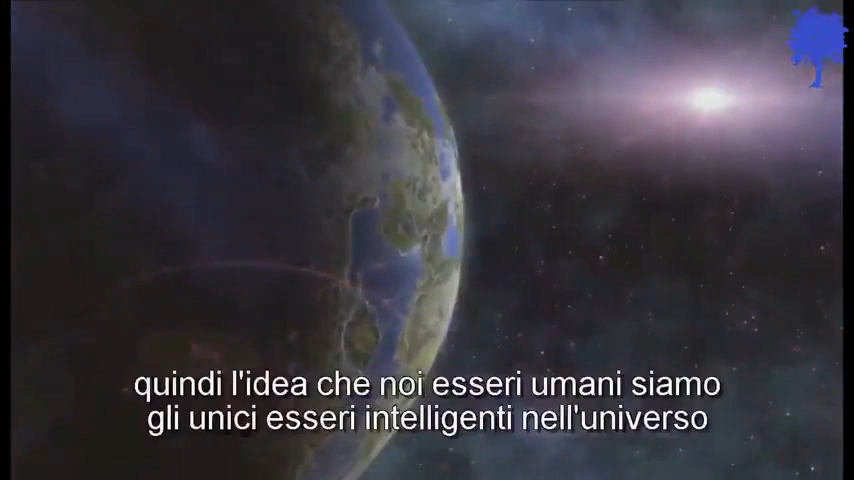 quindi l'idea che noi esseri umani siamo
gli unici esseri intelligenti nell'universo